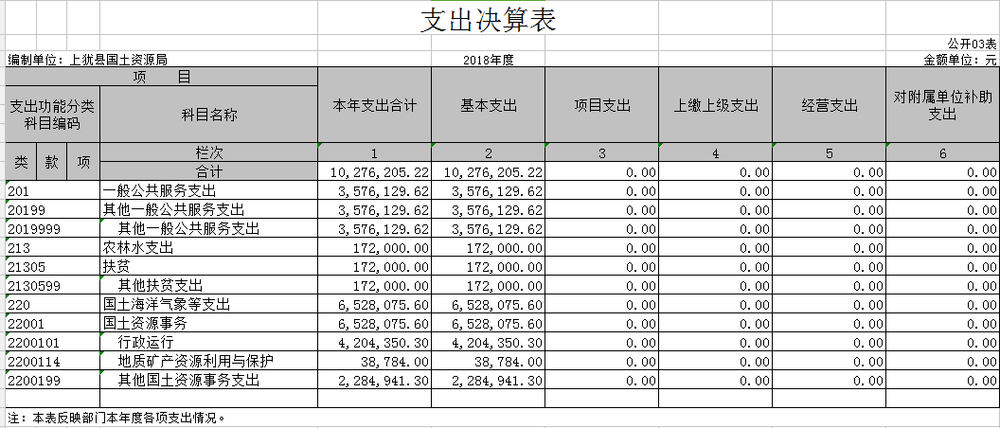 支出决算表
公开03表
编制单位：上犹县国土资源局 2018年度 金额单位：元
项 目 本年支出合计 基本支出 项目支出 上缴上级支出 经营支出 对附属单位补助支出
支出功能分类科目编码 科目名称
类 款 项 栏次 1 2 3 4 5 6
合计 10,276,205.22 10,276,205.22 0.00 0.00 0.00 0.00
201 一般公共服务支出 3,576,129.62 3,576,129.62 0.00 0.00 0.00 0.00
20199 其他一般公共服务支出 3,576,129.62 3,576,129.62 0.00 0.00 0.00 0.00
2019999 其他一般公共服务支出 3,576,129.62 3,576,129.62 0.00 0.00 0.00 0.00
213 农林水支出 172,000.00 172,000.00 0.00 0.00 0.00 0.00
21305 扶贫 172,000.00 172,000.00 0.00 0.00 0.00 0.00
2130599 其他扶贫支出 172,000.00 172,000.00 0.00 0.00 0.00 0.00
220 国土海洋气象等支出 6,528,075.60 6,528,075.60 0.00 0.00 0.00 0.00
22001 国土资源事务 6,528,075.60 6,528,075.60 0.00 0.00 0.00 0.00
2200101 行政运行 4,204,350.30 4,204,350.30 0.00 0.00 0.00 0.00
2200114 地质矿产资源利用与保护 38,784.00 38,784.00 0.00 0.00 0.00 0.00
2200199 其他国土资源事务支出 2,284,941.30 2,284,941.30 0.00 0.00 0.00 0.00
注：本表反映部门本年度各项支出情况。